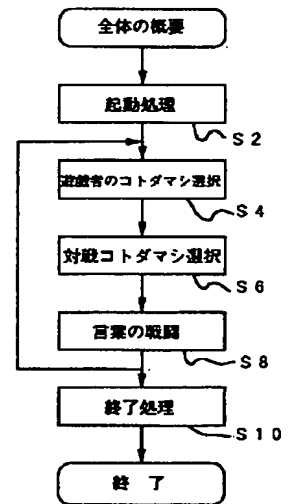 全体の概要
起動処理
S2
遊戯者のコトダマシ選択
S4
対戦コトダマシ選択
S6
言葉の戦闘
S8
終了処理
S10
終了